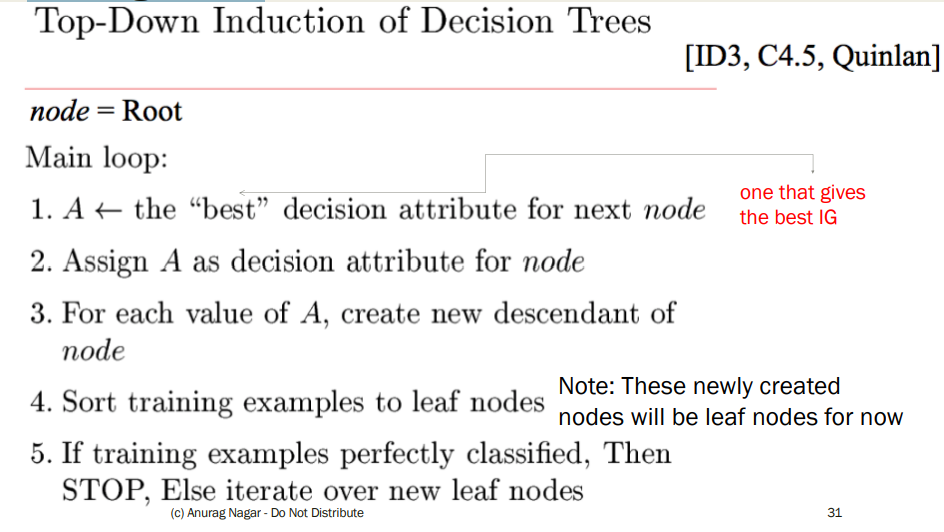 Top-Down Induction of Decision Trees
[ID3, C4.5, Quinlan]
node = Root
Main loop:
1. A ← the “best” decision attribute for next node
one that gives
the best IG
2. Assign A as decision attribute for node
3. For each value of A, create new descendant of
node
4. Sort training examples to leaf nodes
Note: These newly created
nodes will be leaf nodes for now
5. If training examples perfectly classified, Then
STOP, Else iterate over new leaf nodes
(c) Anurag Nagar - Do Not Distribute
31